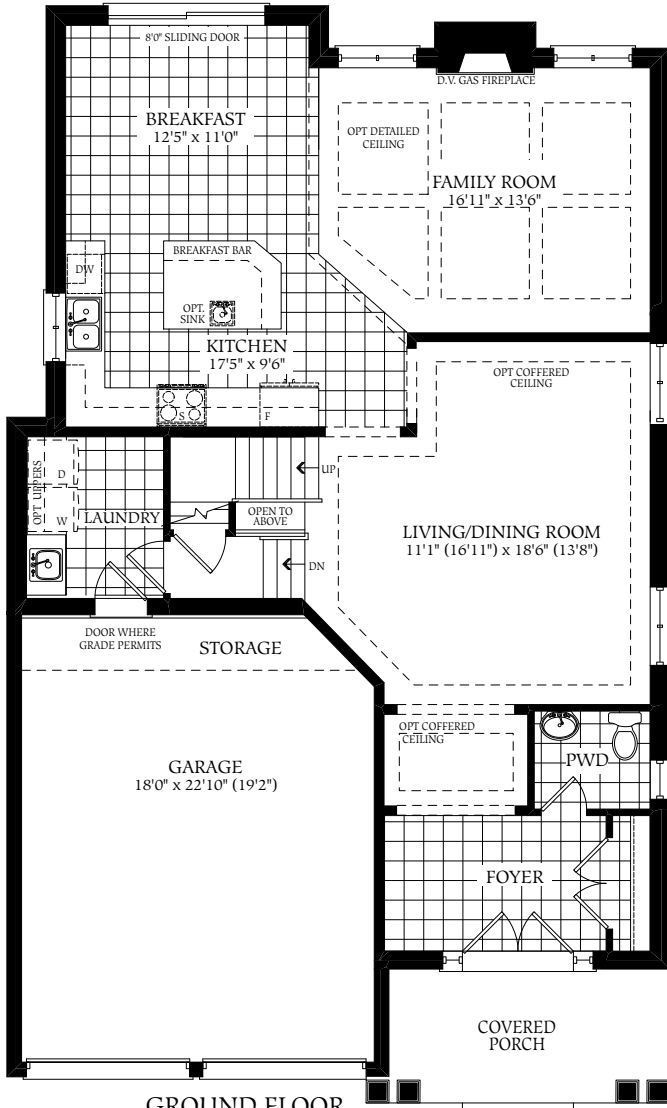 8'0" SLIDING DOOR
D.V. GAS FIREPLACE
BREAKFAST
12'5" x 11'0"
OPT DETAILED
CEILING
FAMILY ROOM
16'11" x 13'6"
BREAKFAST BAR
DW
OPT.
SINK
KITCHEN
17'5" x 9'6"
OPT COFFERED
CEILING
S
F
OPT UPPERS
D
W
LAUNDRY
UP
OPEN TO
ABOVE
DN
LIVING/DINING ROOM
11'1" (16'11") x 18'6" (13'8")
DOOR WHERE
GRADE PERMITS
STORAGE
OPT COFFERED
CEILING
PWD
GARAGE
18'0" x 22'10" (19'2")
FOYER
COVERED
PORCH
GROUND FLOOR